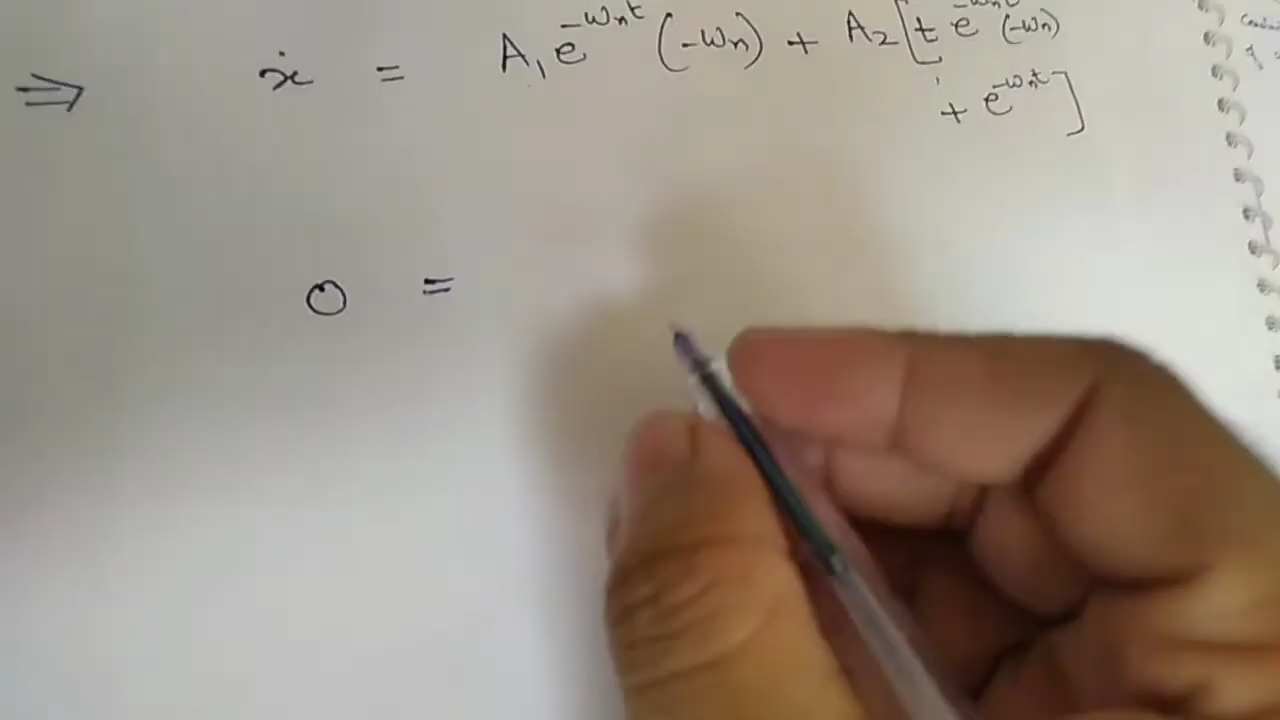 ⇒ ẋ = A₁e^{-ωₙt} (-ωₙ) + A₂[t e^{-ωₙt} (-ωₙ)
+ e^{-ωₙt}]
0 =